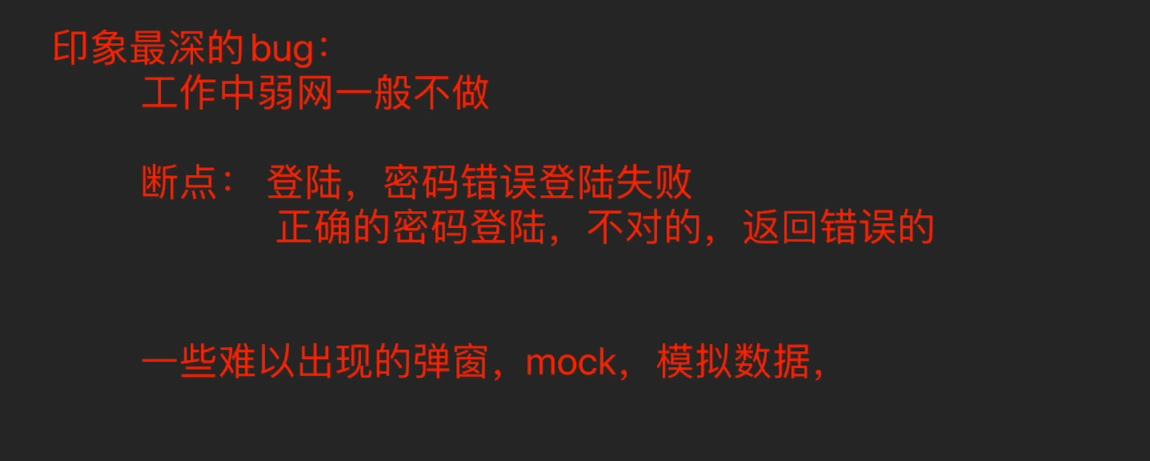 印象最深的bug：
工作中弱网一般不做
断点： 登陆，密码错误登陆失败
正确的密码登陆，不对的，返回错误的
一些难以出现的弹窗，mock，模拟数据，